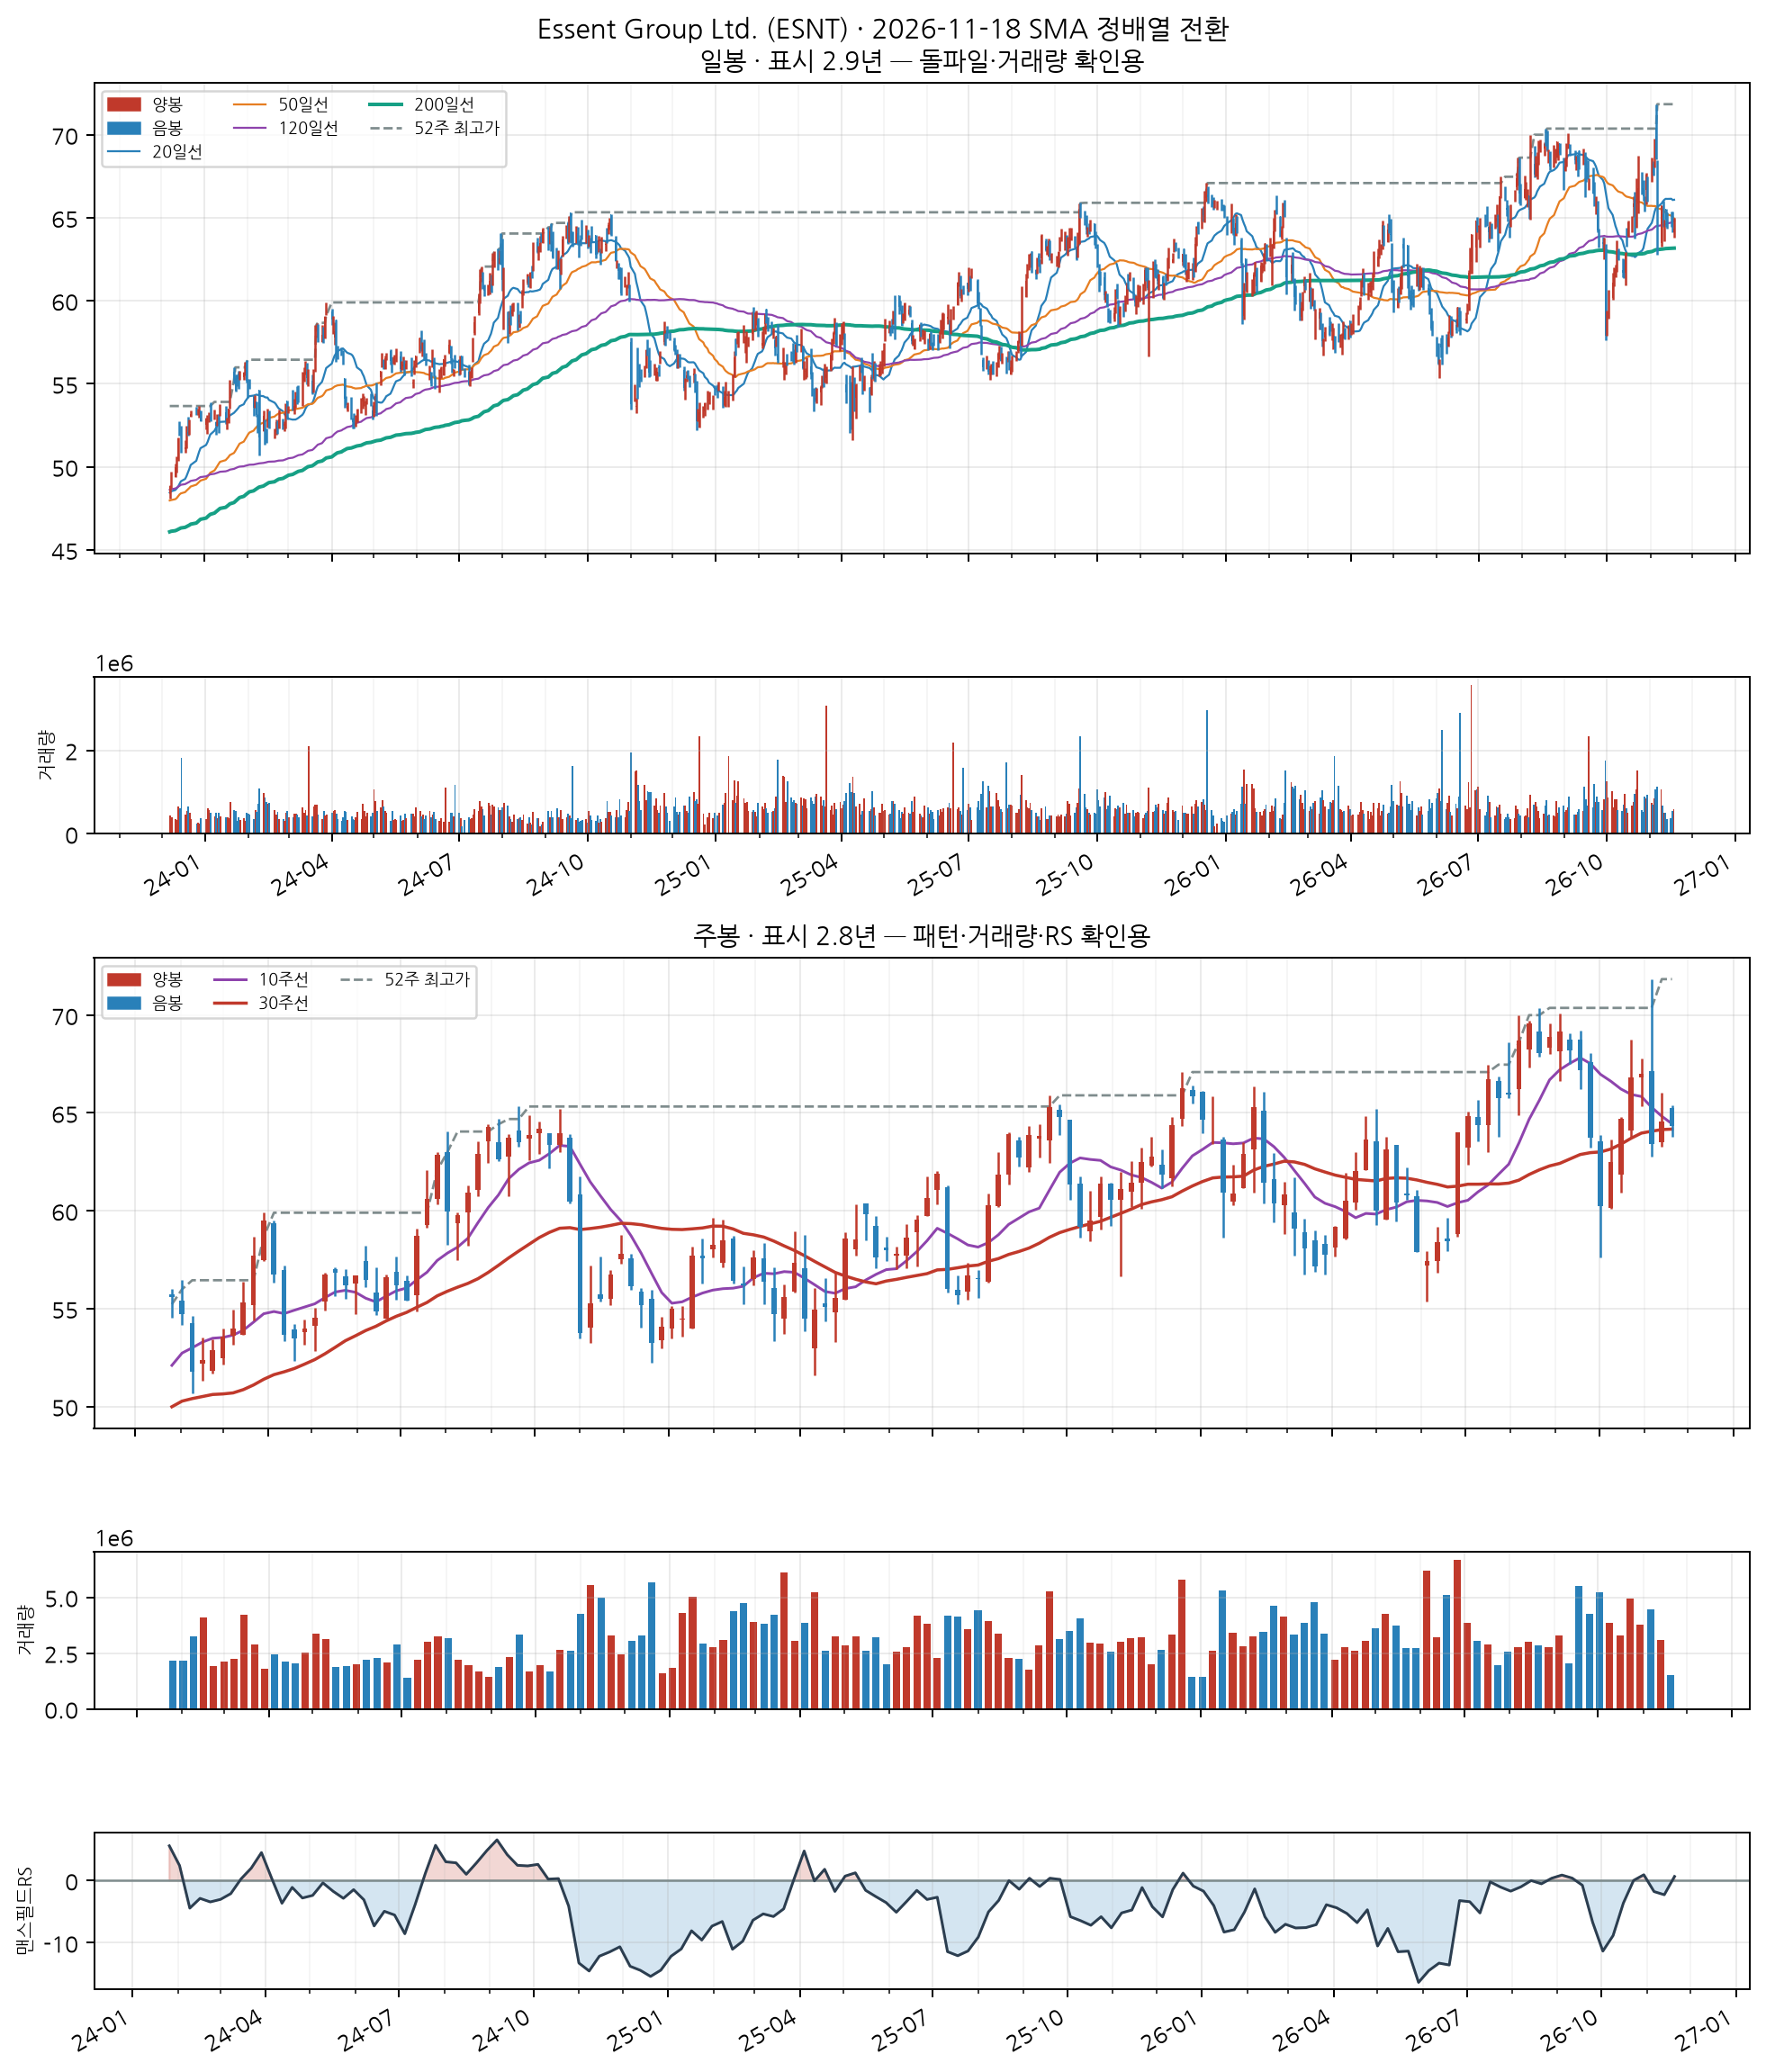 Essent Group Ltd. (ESNT) · 2026-11-18 SMA 정배열 전환
일봉 · 표시 2.9년 — 돌파일·거래량 확인용
양봉 50일선 200일선
음봉 120일선 52주 최고가
20일선
70
65
60
55
50
45
1e6
거래량
2
0
24-01 24-04 24-07 24-10 25-01 25-04 25-07 25-10 26-01 26-04 26-07 26-10 27-01
주봉 · 표시 2.8년 — 패턴·거래량·RS 확인용
양봉 10주선 52주 최고가
음봉 30주선
70
65
60
55
50
1e6
거래량
5.0
2.5
0.0
맨스필드RS
0
-10
24-01 24-04 24-07 24-10 25-01 25-04 25-07 25-10 26-01 26-04 26-07 26-10 27-01